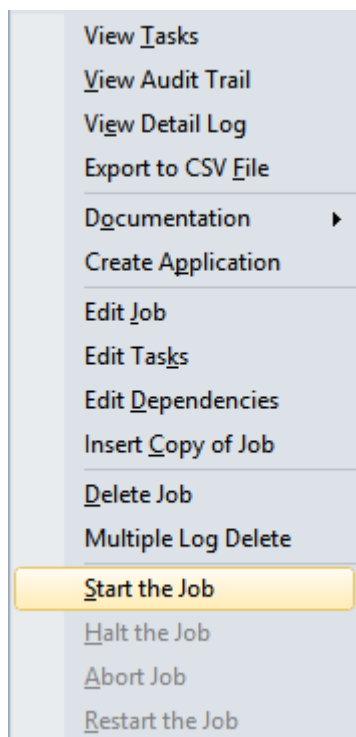 View Tasks
View Audit Trail
View Detail Log
Export to CSV File
Documentation
Create Application
Edit Job
Edit Tasks
Edit Dependencies
Insert Copy of Job
Delete Job
Multiple Log Delete
Start the Job
Halt the Job
Abort Job
Restart the Job